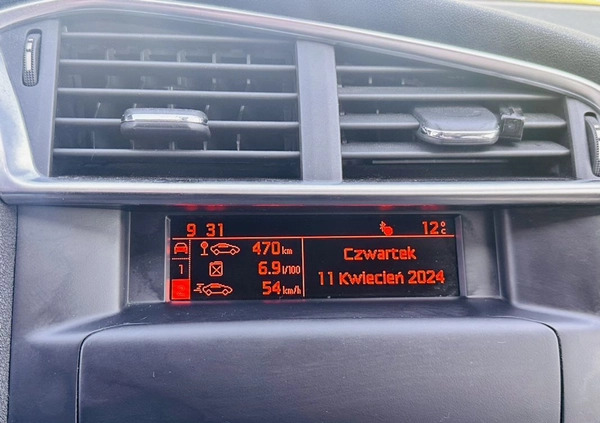 9 31 12°C
470 km
1 6.9 l/100
54 km/h
Czwartek
11 Kwiecień 2024